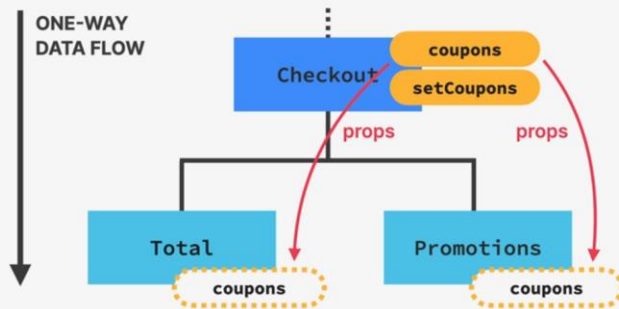 ONE-WAY
DATA FLOW
Checkout
coupons
setCoupons
props
props
Total
Promotions
coupons
coupons